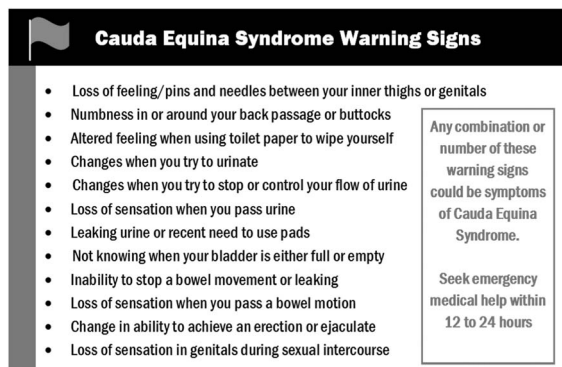 Cauda Equina Syndrome Warning Signs
• Loss of feeling/pins and needles between your inner thighs or genitals
• Numbness in or around your back passage or buttocks
• Altered feeling when using toilet paper to wipe yourself
• Changes when you try to urinate
• Changes when you try to stop or control your flow of urine
• Loss of sensation when you pass urine
• Leaking urine or recent need to use pads
• Not knowing when your bladder is either full or empty
• Inability to stop a bowel movement or leaking
• Loss of sensation when you pass a bowel motion
• Change in ability to achieve an erection or ejaculate
• Loss of sensation in genitals during sexual intercourse
Any combination or
number of these
warning signs
could be symptoms
of Cauda Equina
Syndrome.
Seek emergency
medical help within
12 to 24 hours